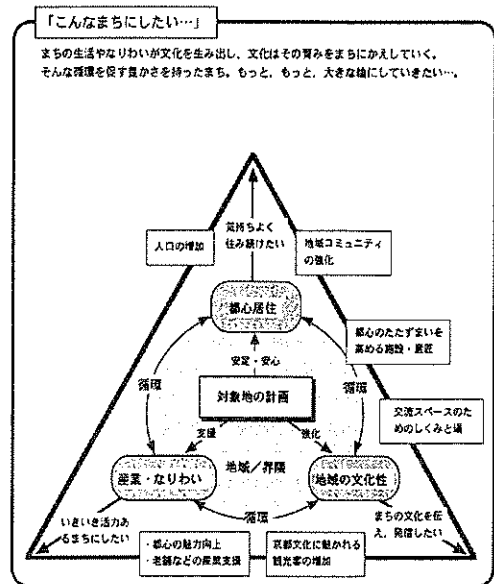 「こんなまちにしたい…」
まちの生活やなりわいが文化を生み出し、文化はその育みをまちにかえしていく。
そんな循環を促す豊かさを持ったまち。もっと、もっと、大きな輪にしていきたい…。
気持ちよく
住み続けたい
人口の増加
地域コミュニティ
の強化
都心居住
都心のたたずまいを
高める施設・意匠
安定・安心
循環
循環
対象地の計画
交流スペースのた
めのしくみと場
支援
強化
地域/界隈
産業・なりわい
地域の文化性
循環
いきいき活力あ
るまちにしたい
まちの文化を伝
え、発信したい
・都心の魅力向上
・老舗などの産業支援
京都文化に魅かれる
観光客の増加